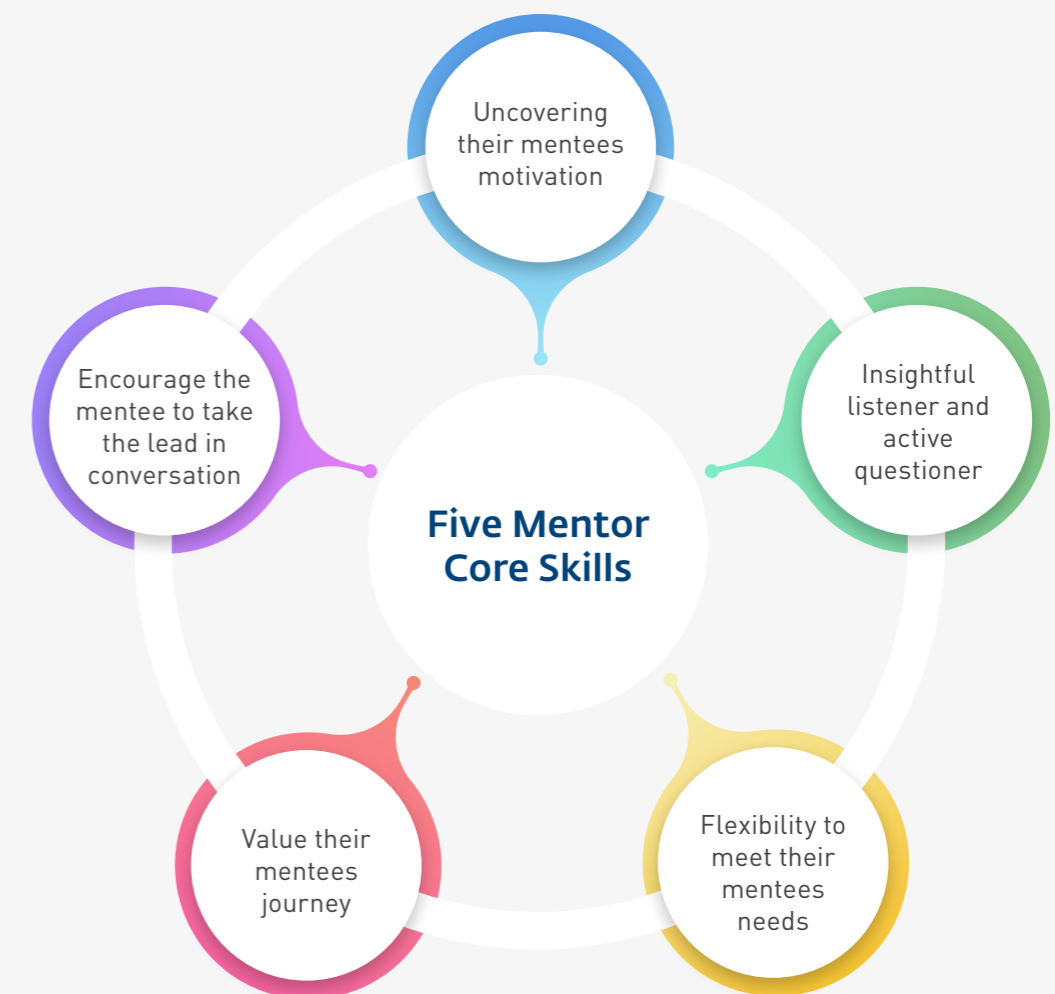 Uncovering
their mentees
motivation
Insightful
listener and
active
questioner
Flexibility to
meet their
mentees
needs
Value their
mentees
journey
Encourage the
mentee to take
the lead in
conversation
Five Mentor
Core Skills